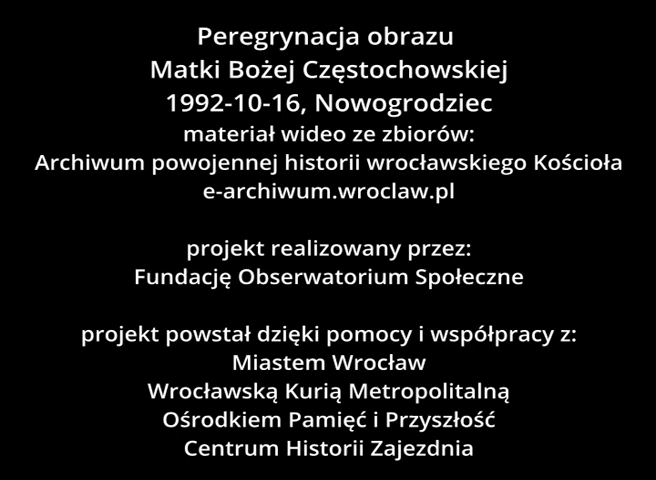 Peregrynacja obrazu
Matki Bożej Częstochowskiej
1992-10-16, Nowogrodziec
materiał wideo ze zbiorów:
Archiwum powojennej historii wrocławskiego Kościoła
e-archiwum.wroclaw.pl
projekt realizowany przez:
Fundację Obserwatorium Społeczne
projekt powstał dzięki pomocy i współpracy z:
Miastem Wrocław
Wrocławską Kurią Metropolitalną
Ośrodkiem Pamięć i Przyszłość
Centrum Historii Zajezdnia